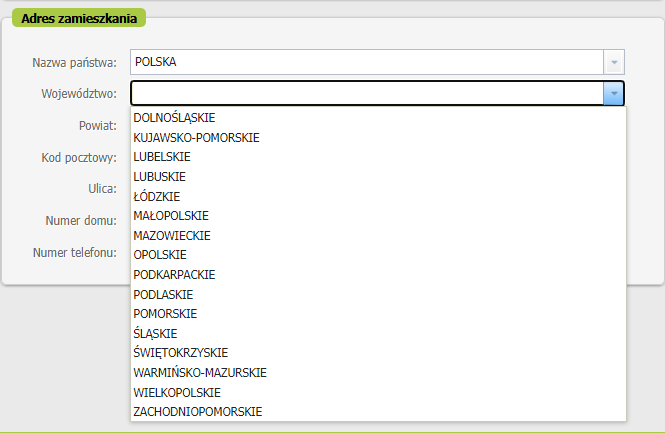 Adres zamieszkania
Nazwa państwa: POLSKA
Województwo:
DOLNOŚLĄSKIE
Powiat:
KUJAWSKO-POMORSKIE
Kod pocztowy:
LUBELSKIE
LUBUSKIE
Ulica:
ŁÓDZKIE
MAŁOPOLSKIE
Numer domu:
MAZOWIECKIE
OPOLSKIE
Numer telefonu:
PODKARPACKIE
PODLASKIE
POMORSKIE
ŚLĄSKIE
ŚWIĘTOKRZYSKIE
WARMIŃSKO-MAZURSKIE
WIELKOPOLSKIE
ZACHODNIOPOMORSKIE